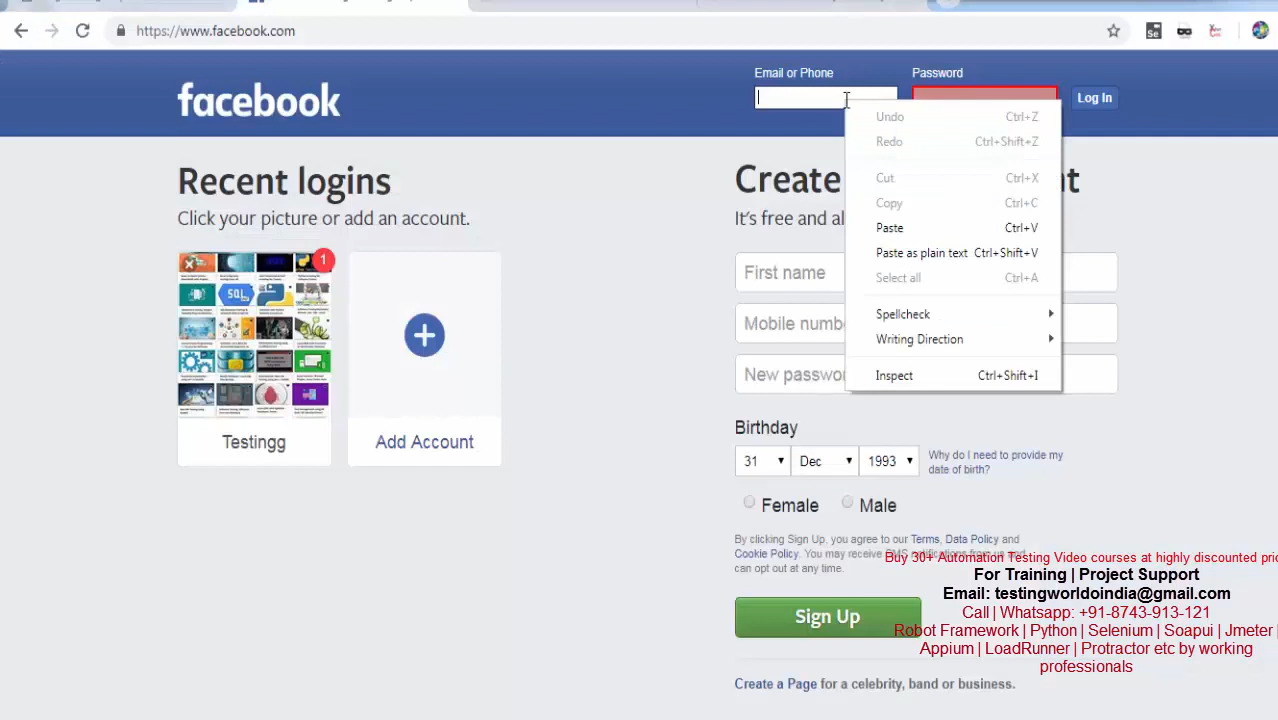 https://www.facebook.com
Email or Phone
Password
facebook
Log In
Undo Ctrl+Z
Redo Ctrl+Shift+Z
Cut Ctrl+X
Copy Ctrl+C
Paste Ctrl+V
Paste as plain text Ctrl+Shift+V
Select all Ctrl+A
Spellcheck
Writing Direction
Inspect Ctrl+Shift+I
Recent logins
Click your picture or add an account.
1
SQL
Testingg
Add Account
Create
It's free and
First name
Mobile
New
Birthday
31 Dec 1993
Why do I need to provide my
date of birth?
Female Male
By clicking Sign Up, you agree to our Terms, Data Policy and
Cookie Policy. You may receive SMS notifications from us and
can opt out at any time.
Sign Up
Create a Page for a celebrity, band or business.
Buy 30+ Automation Testing Video courses at highly discounted
For Training | Project Support
Email: testingworldoindia@gmail.com
Call | Whatsapp: +91-8743-913-121
Robot Framework | Python | Selenium | Soapui | Jmeter |
Appium | LoadRunner | Protractor etc by working
professionals